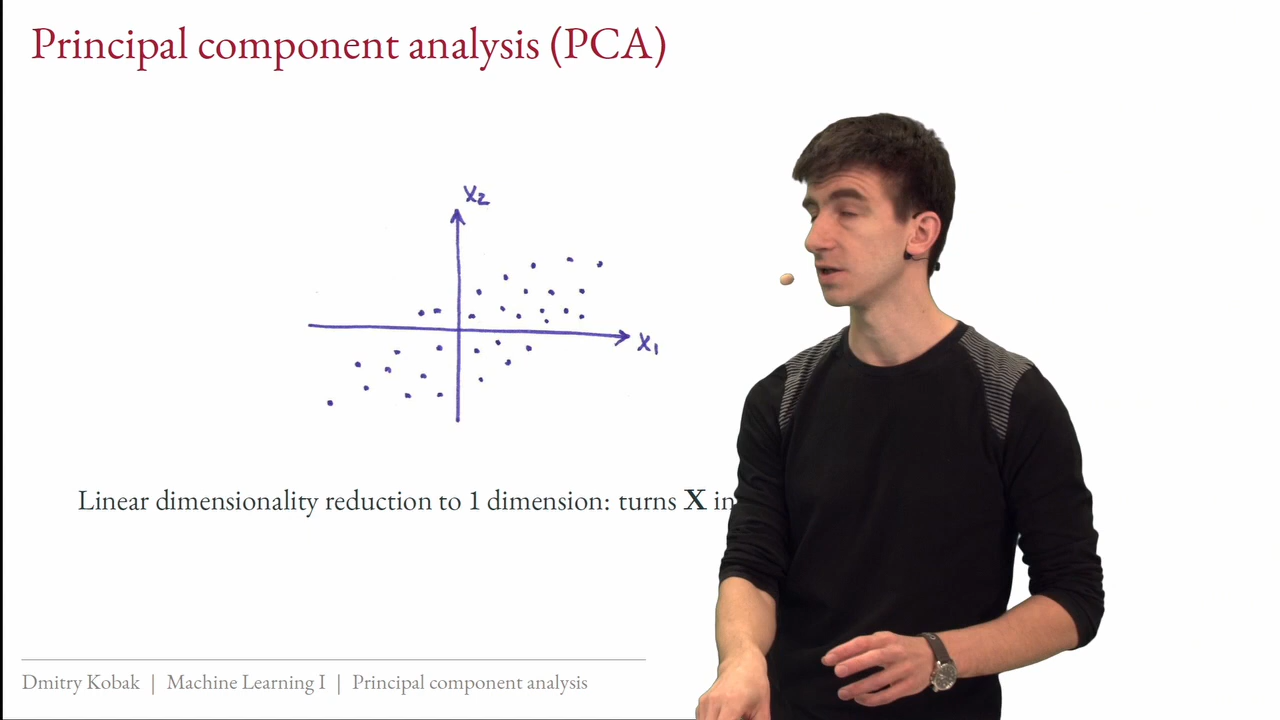 Principal component analysis (PCA)
x₂
x₁
Linear dimensionality reduction to 1 dimension: turns X in
Dmitry Kobak | Machine Learning I | Principal component analysis